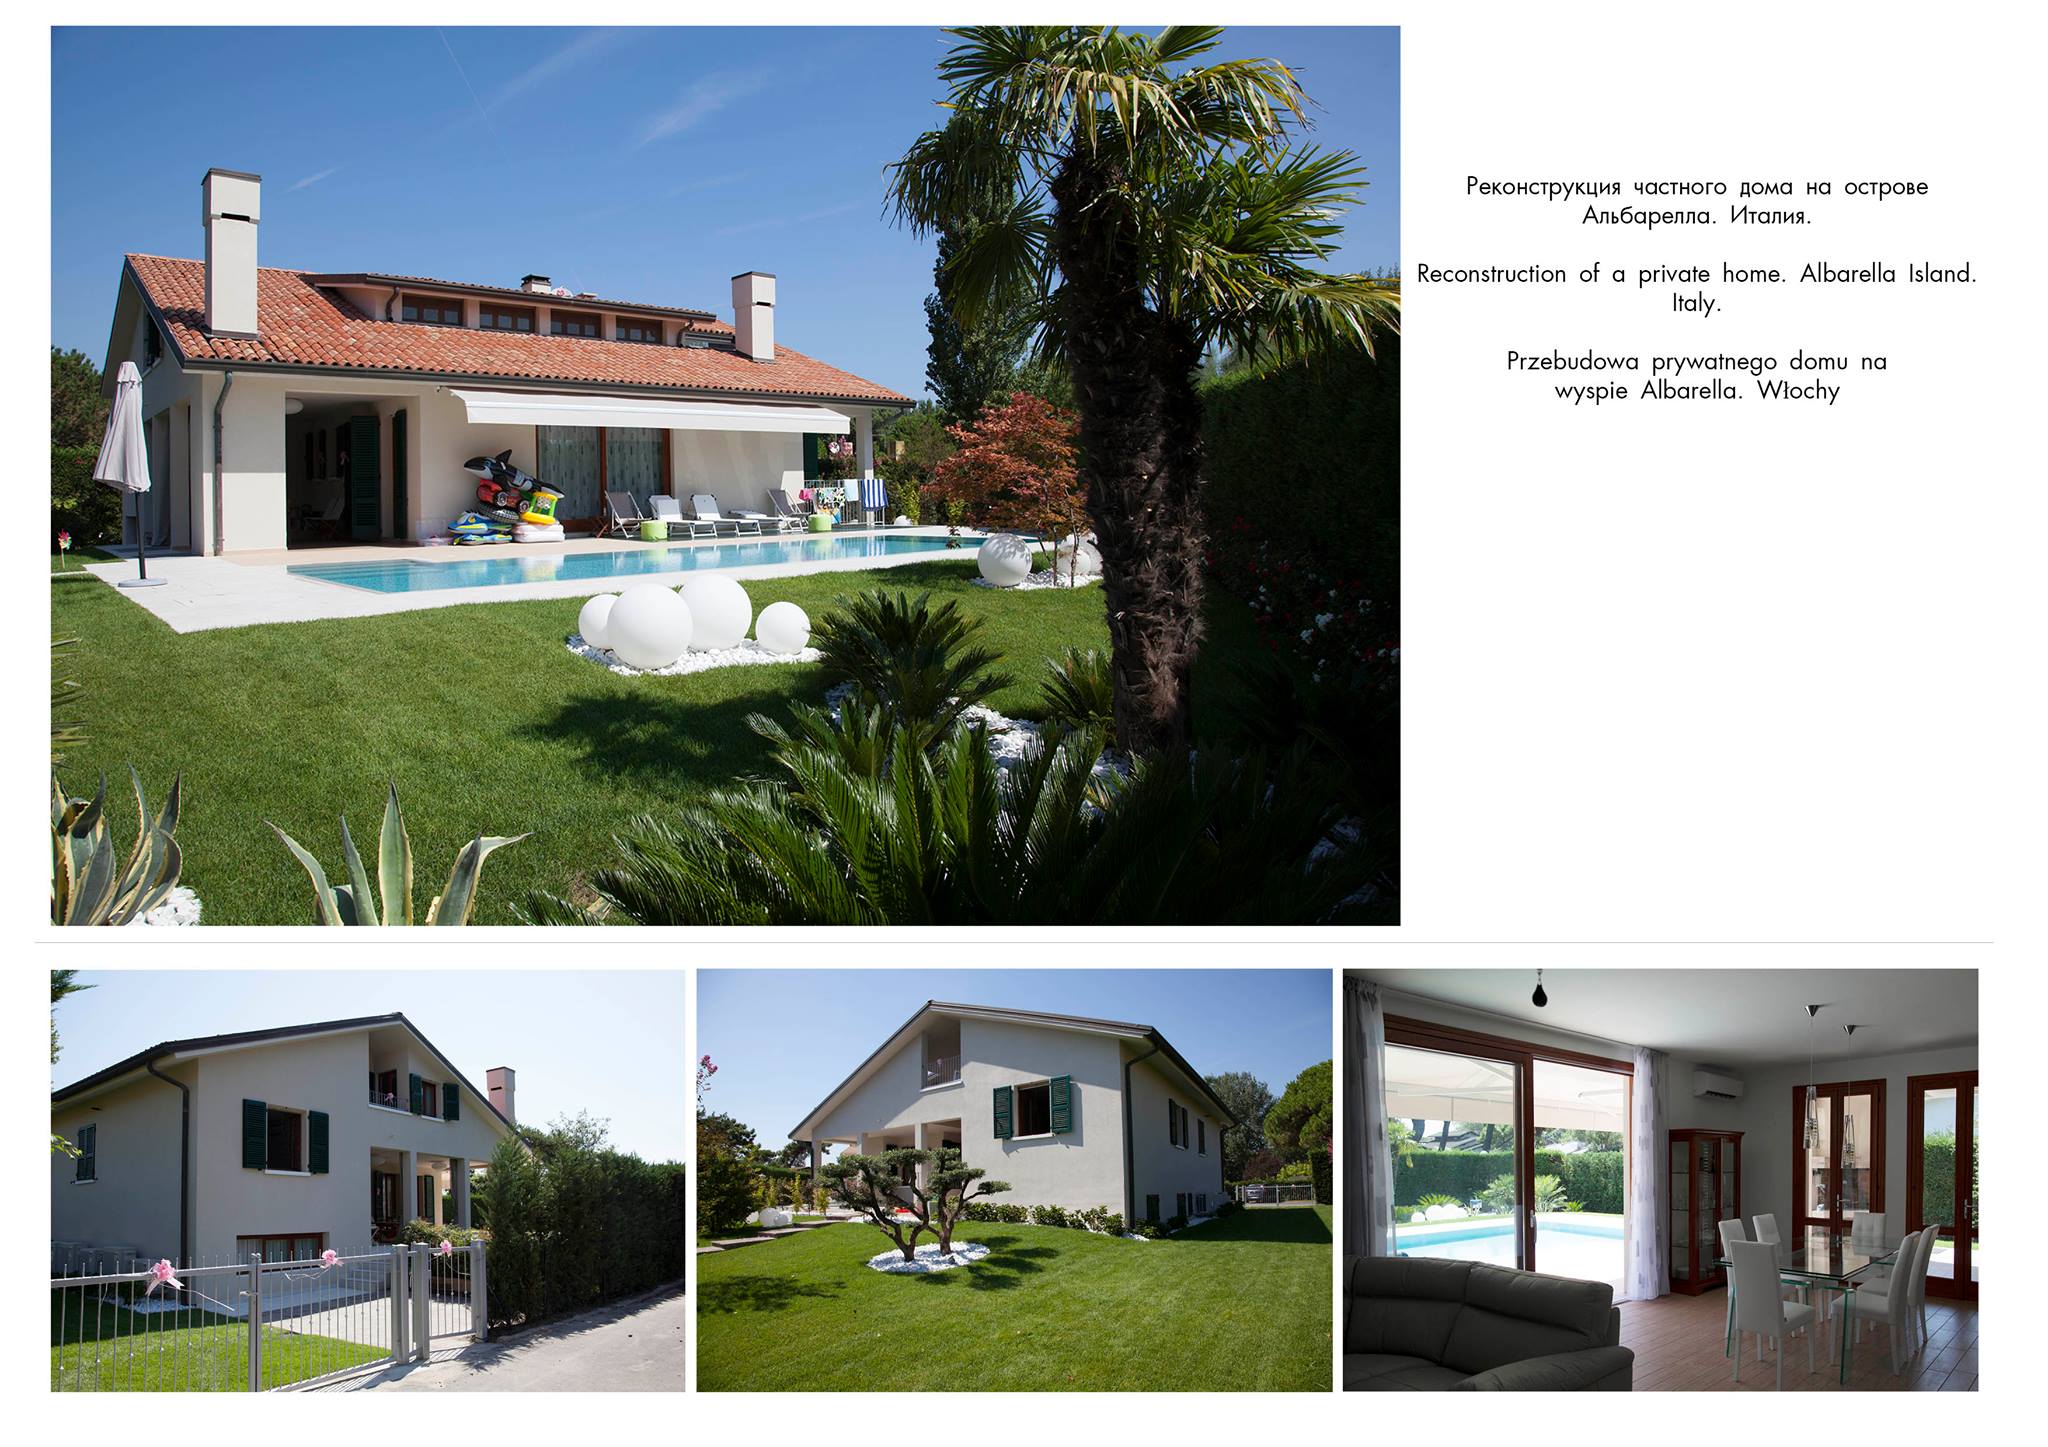 Реконструкция частного дома на острове
Альбарелла. Италия.
Reconstruction of a private home. Albarella Island.
Italy.
Przebudowa prywatnego domu na
wyspie Albarella. Włochy